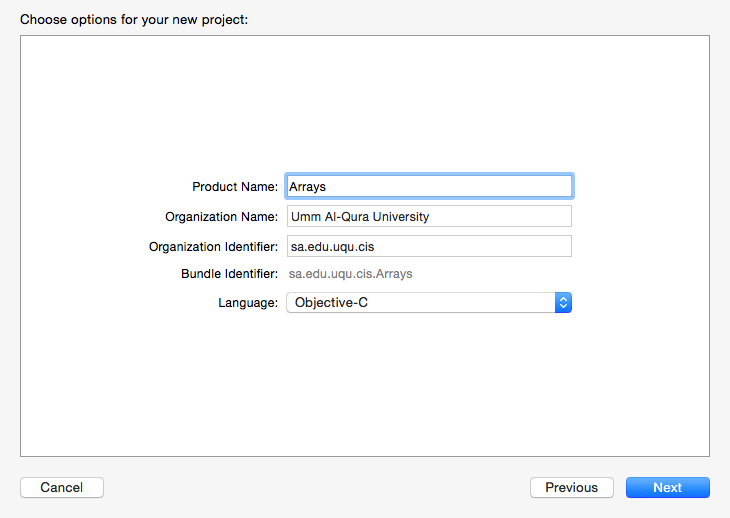 Choose options for your new project:
Product Name: Arrays
Organization Name: Umm Al-Qura University
Organization Identifier: sa.edu.uqu.cis
Bundle Identifier: sa.edu.uqu.cis.Arrays
Language: Objective-C
Cancel Previous Next